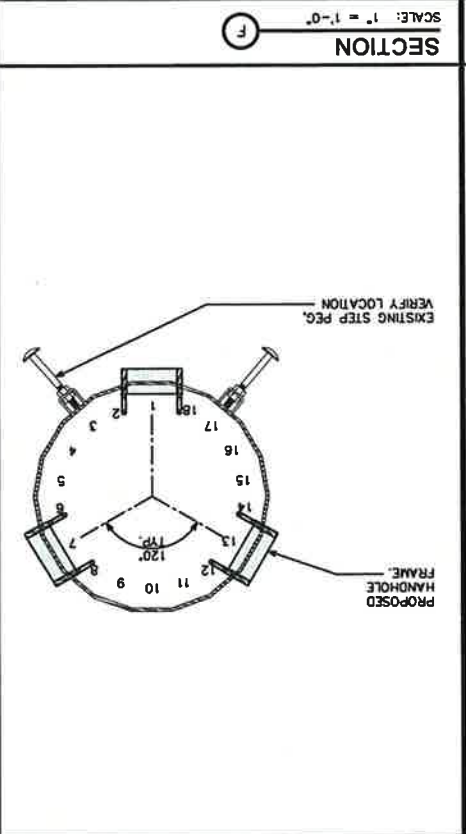 PROPOSED
HANDHOLE
FRAME.
10
9
11
8
12
120°
TYP.
7
13
6
14
5
15
4
16
3
17
2
1
18
EXISTING STEP PEG,
VERIFY LOCATION
SECTION
SCALE: 1" = 1'-0"
F